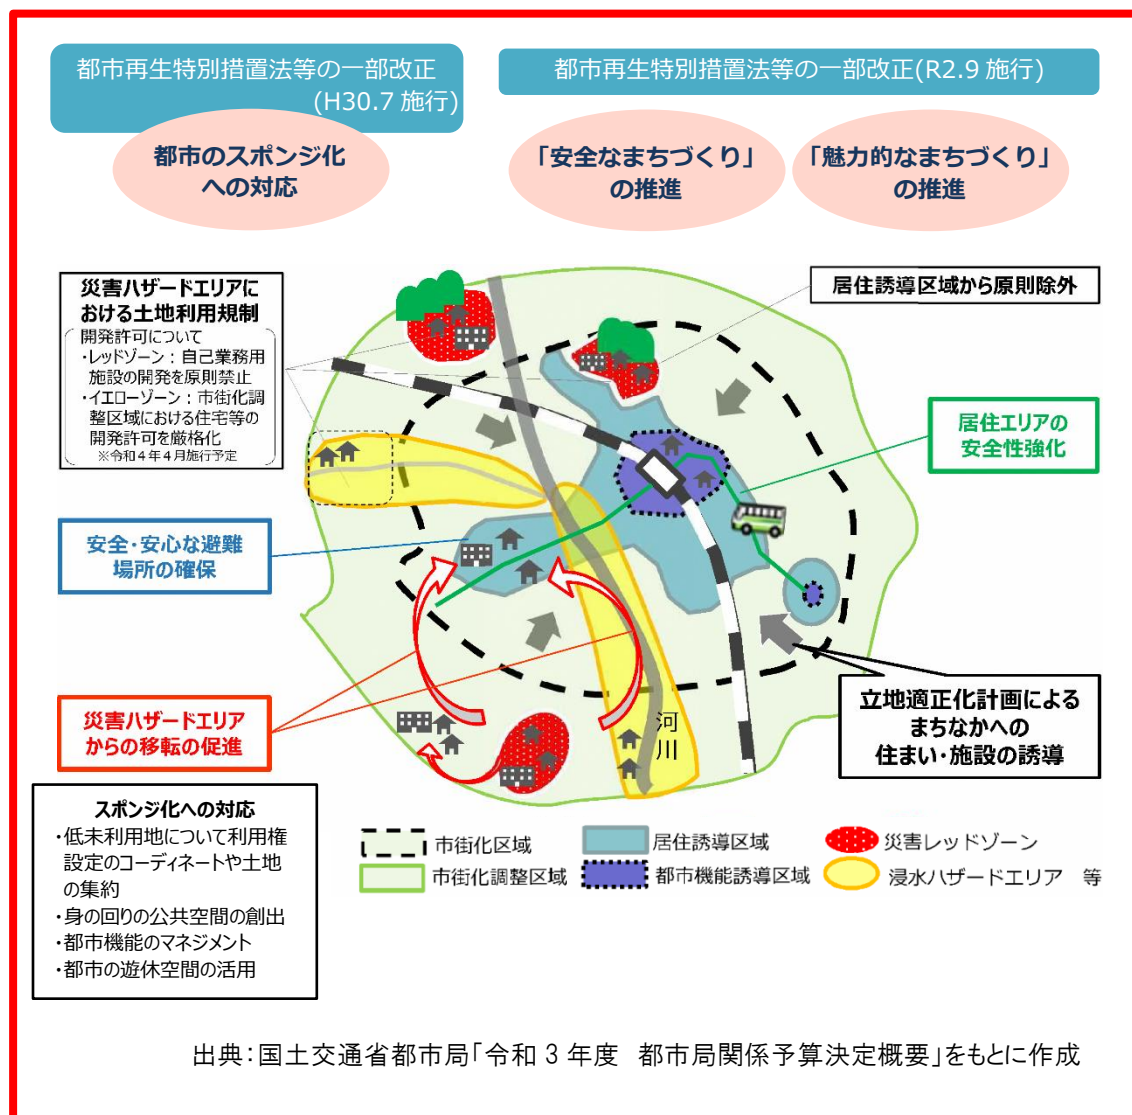 都市再生特別措置法等の一部改正
(H30.7 施行)
都市再生特別措置法等の一部改正(R2.9 施行)
都市のスポンジ化
への対応
「安全なまちづくり」
の推進
「魅力的なまちづくり」
の推進
災害ハザードエリアに
おける土地利用規制
開発許可について
・レッドゾーン：自己業務用
施設の開発を原則禁止
・イエローゾーン：市街化調
整区域における住宅等の
開発許可を厳格化
※令和４年４月施行予定
居住誘導区域から原則除外
居住エリアの
安全性強化
安全・安心な避難
場所の確保
災害ハザードエリア
からの移転の促進
河
川
立地適正化計画による
まちなかへの
住まい・施設の誘導
スポンジ化への対応
・低未利用地について利用権
設定のコーディネートや土地
の集約
・身の回りの公共空間の創出
・都市機能のマネジメント
・都市の遊休空間の活用
市街化区域
居住誘導区域
災害レッドゾーン
市街化調整区域
都市機能誘導区域
浸水ハザードエリア　等
出典：国土交通省都市局「令和 3 年度　都市局関係予算決定概要」をもとに作成